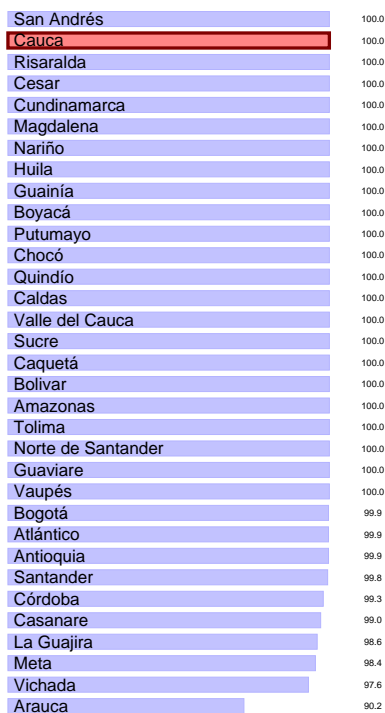 San Andrés 100.0
Cauca 100.0
Risaralda 100.0
Cesar 100.0
Cundinamarca 100.0
Magdalena 100.0
Nariño 100.0
Huila 100.0
Guainía 100.0
Boyacá 100.0
Putumayo 100.0
Chocó 100.0
Quindío 100.0
Caldas 100.0
Valle del Cauca 100.0
Sucre 100.0
Caquetá 100.0
Bolivar 100.0
Amazonas 100.0
Tolima 100.0
Norte de Santander 100.0
Guaviare 100.0
Vaupés 100.0
Bogotá 99.9
Atlántico 99.9
Antioquia 99.9
Santander 99.8
Córdoba 99.3
Casanare 99.0
La Guajira 98.6
Meta 98.4
Vichada 97.6
Arauca 90.2